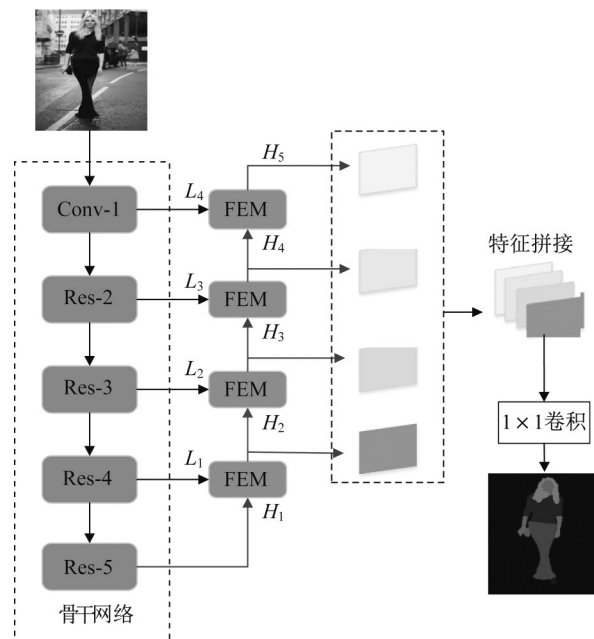 H₅
Conv-1
L₄
FEM
H₄
特征拼接
Res-2
L₃
FEM
H₃
Res-3
L₂
FEM
H₂
1×1卷积
Res-4
L₁
FEM
H₁
Res-5
骨干网络